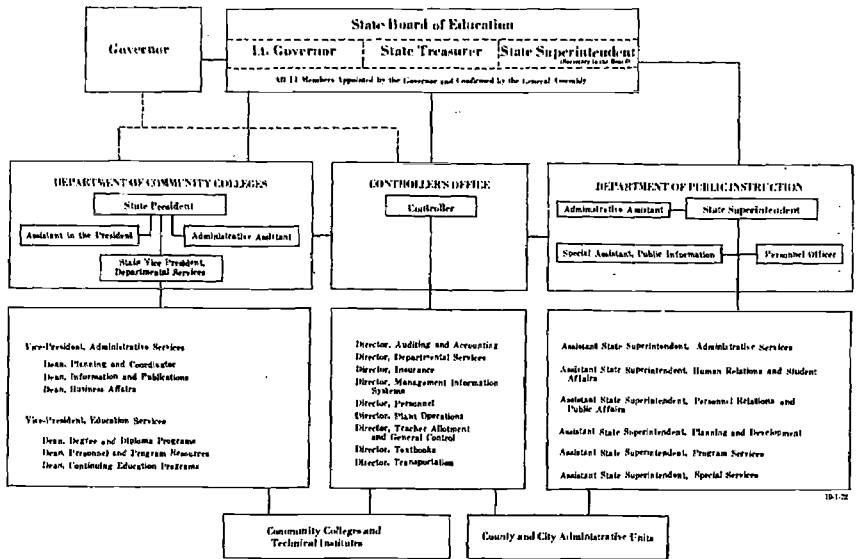 Governor
State Board of Education
Lt. Governor
State Treasurer
State Superintendent
(Secretary to the Board)
All 11 Members Appointed by the Governor and Confirmed by the General Assembly
DEPARTMENT OF COMMUNITY COLLEGES
State President
Assistant to the President
Administrative Assistant
State Vice President,
Departmental Services
CONTROLLER'S OFFICE
Controller
DEPARTMENT OF PUBLIC INSTRUCTION
Administrative Assistant
State Superintendent
Special Assistant, Public Information
Personnel Officer
Vice-President, Administrative Services
Dean, Planning and Coordinator
Dean, Information and Publications
Dean, Business Affairs
Vice-President, Education Services
Dean, Degree and Diploma Programs
Dean, Personnel and Program Resources
Dean, Continuing Education Programs
Director, Auditing and Accounting
Director, Departmental Services
Director, Insurance
Director, Management Information
Systems
Director, Personnel
Director, Plant Operations
Director, Teacher Allotment
and General Control
Director, Textbooks
Director, Transportation
Assistant State Superintendent, Administrative Services
Assistant State Superintendent, Human Relations and Student
Affairs
Assistant State Superintendent, Personnel Relations and
Public Affairs
Assistant State Superintendent, Planning and Development
Assistant State Superintendent, Program Services
Assistant State Superintendent, Special Services
10-1-72
Community Colleges and
Technical Institutes
County and City Administrative Units